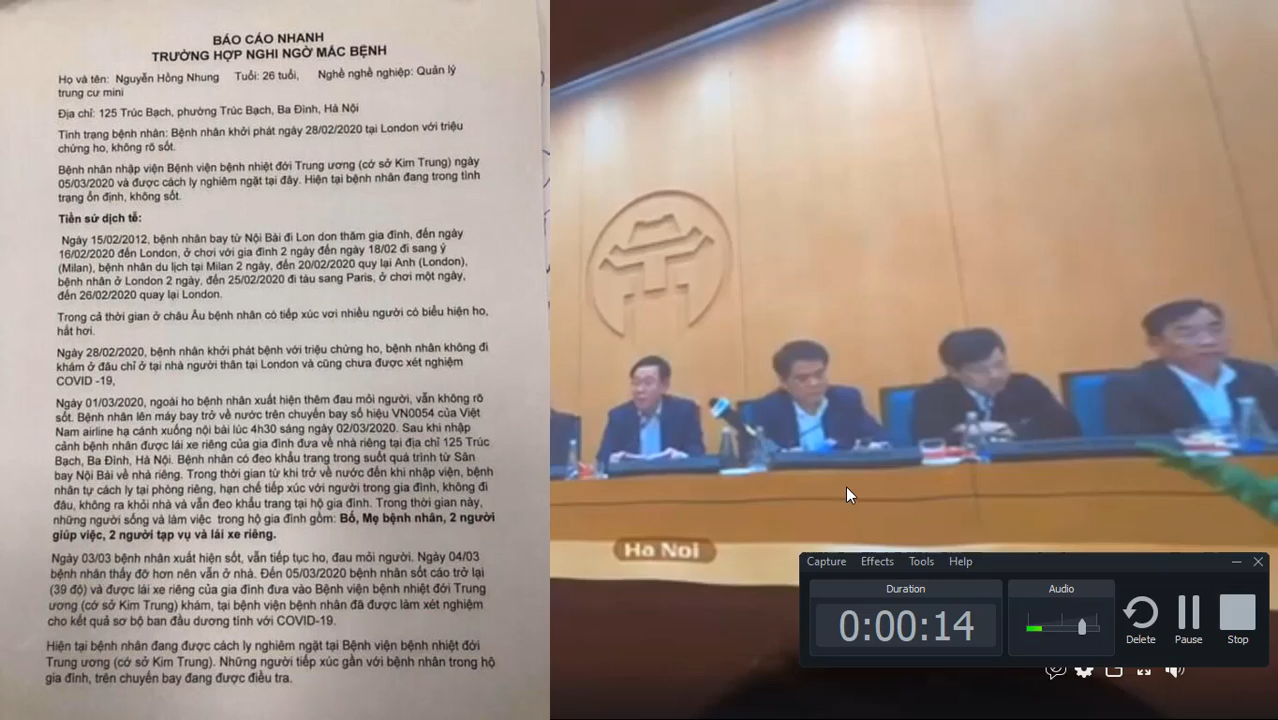 BÁO CÁO NHANH
TRƯỜNG HỢP NGHI NGỜ MẮC BỆNH
Họ và tên: Nguyễn Hồng Nhung Tuổi: 26 tuổi, Nghề nghề nghiệp: Quản lý
trung cư mini
Địa chỉ: 125 Trúc Bạch, phường Trúc Bạch, Ba Đình, Hà Nội
Tình trạng bệnh nhân: Bệnh nhân khởi phát ngày 28/02/2020 tại London với triệu
chứng ho, không rõ sốt.
Bệnh nhân nhập viện Bệnh viện bệnh nhiệt đới Trung ương (cớ sở Kim Trung) ngày
05/03/2020 và được cách ly nghiêm ngặt tại đây. Hiện tại bệnh nhân đang trong tình
trạng ổn định, không sốt.
Tiền sử dịch tễ:
Ngày 15/02/2012, bệnh nhân bay từ Nội Bài đi Lon don thăm gia đình, đến ngày
16/02/2020 đến London, ở chơi với gia đình 2 ngày đến ngày 18/02 đi sang ý
(Milan), bệnh nhân du lịch tại Milan 2 ngày, đến 20/02/2020 quy lại Anh (London),
bệnh nhân ở London 2 ngày, đến 25/02/2020 đi tàu sang Paris, ở chơi một ngày,
đến 26/02/2020 quay lại London.
Trong cả thời gian ở châu Âu bệnh nhân có tiếp xúc vơi nhiều người có biểu hiện ho,
hắt hơi.
Ngày 28/02/2020, bệnh nhân khởi phát bệnh với triệu chứng ho, bệnh nhân không đi
khám ở đâu chỉ ở tại nhà người thân tại London và cũng chưa được xét nghiệm
COVID -19,
Ngày 01/03/2020, ngoài ho bệnh nhân xuất hiện thêm đau mỏi người, vẫn không rõ
sốt. Bệnh nhân lên máy bay trở về nước trên chuyến bay số hiệu VN0054 của Việt
Nam airline hạ cánh xuống nội bài lúc 4h30 sáng ngày 02/03/2020. Sau khi nhập
cảnh bệnh nhân được lái xe riêng của gia đình đưa về nhà riêng tại địa chỉ 125 Trúc
Bạch, Ba Đình, Hà Nội. Bệnh nhân có đeo khẩu trang trong suốt quá trình từ Sân
bay Nội Bài về nhà riêng. Trong thời gian từ khi trở về nước đến khi nhập viện, bệnh
nhân tự cách ly tại phòng riêng, hạn chế tiếp xúc với người trong gia đình, không đi
đâu, không ra khỏi nhà và vẫn đeo khẩu trang tại hộ gia đình. Trong thời gian này,
những người sống và làm việc trong hộ gia đình gồm: Bố, Mẹ bệnh nhân, 2 người
giúp việc, 2 người tạp vụ và lái xe riêng.
Ngày 03/03 bệnh nhân xuất hiện sốt, vẫn tiếp tục ho, đau mỏi người. Ngày 04/03
bệnh nhân thấy đỡ hơn nên vẫn ở nhà. Đến 05/03/2020 bệnh nhân sốt cáo trở lại
(39 độ) và được lái xe riêng của gia đình đưa vào Bệnh viện bệnh nhiệt đới Trung
ương (cớ sở Kim Trung) khám, tại bệnh viện bệnh nhân đã được làm xét nghiệm
cho kết quả sơ bộ ban đầu dương tính với COVID-19.
Hiện tại bệnh nhân đang được cách ly nghiêm ngặt tại Bệnh viện bệnh nhiệt đới
Trung ương (cớ sở Kim Trung). Những người tiếp xúc gần với bệnh nhân trong hộ
gia đình, trên chuyến bay đang được điều tra.
Ha Noi
Capture Effects Tools Help
Duration
Audio
0:00:14
Delete Pause Stop